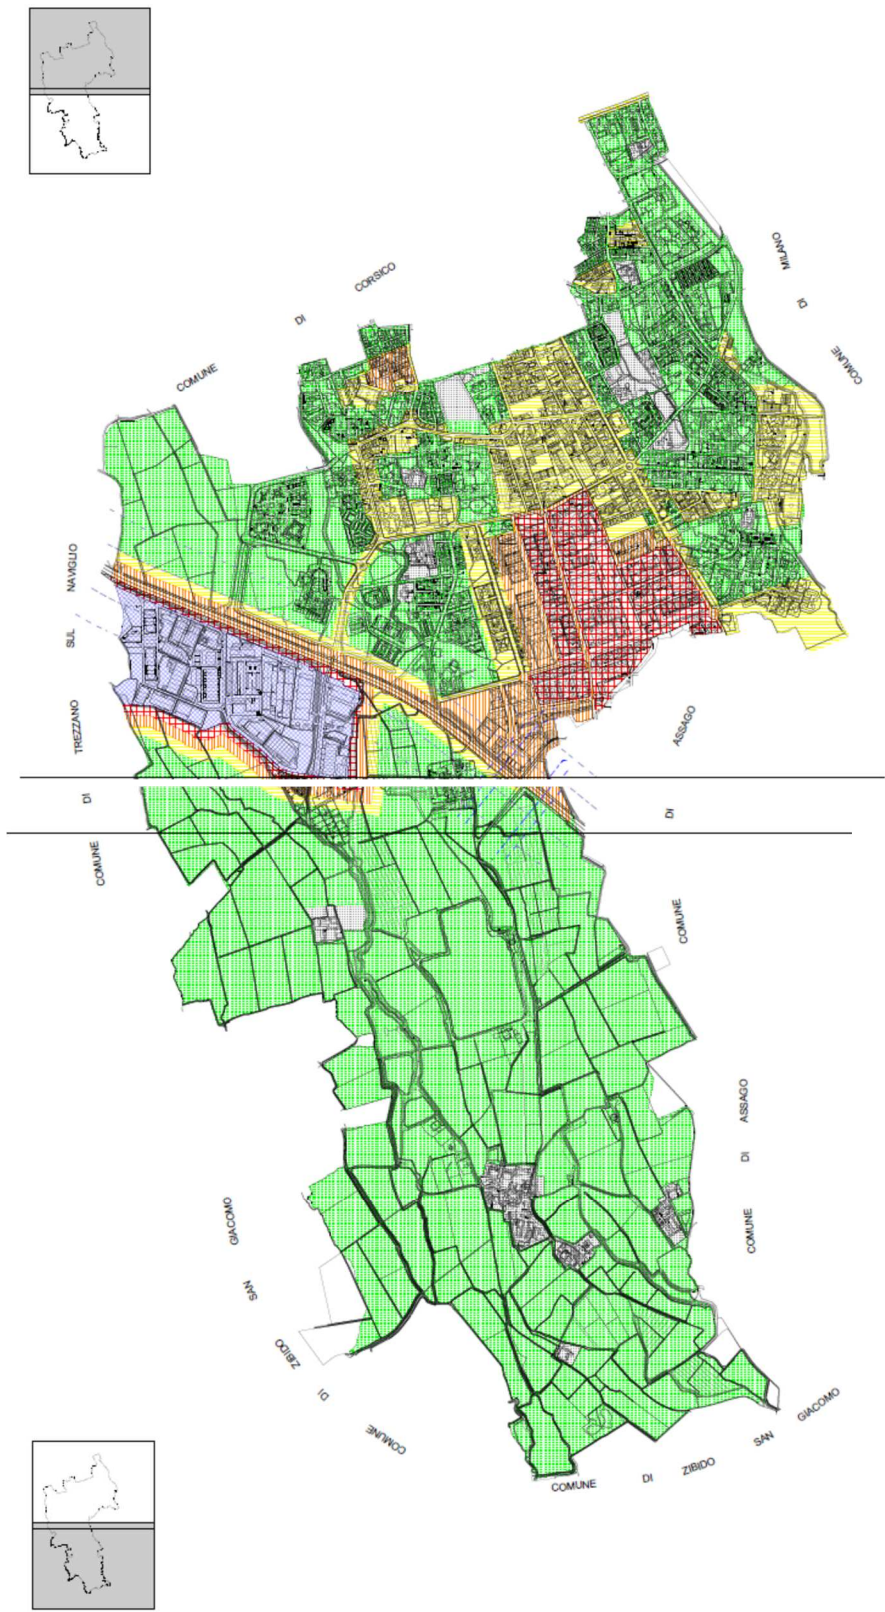 COMUNE DI CORSICO
COMUNE DI MILANO
TREZZANO SUL NAVIGLIO
ASSAGO
DI
DI
COMUNE
COMUNE
COMUNE DI ASSAGO
COMUNE DI ZIBIDO SAN GIACOMO
COMUNE DI ZIBIDO SAN GIACOMO